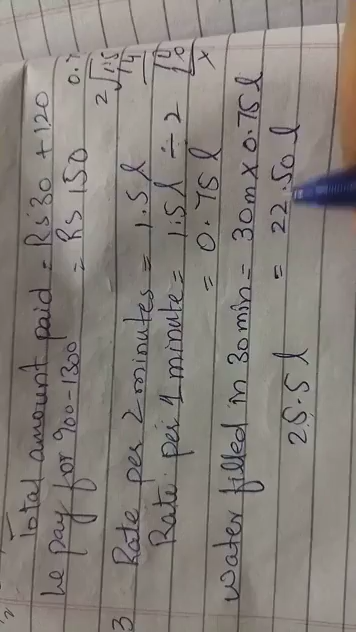 Total amount paid = Rs 30 + 120
he pay for 900-1300 = Rs 150
3 Rate per 2 minutes = 1.5 l
Rate per 1 minute = 1.5 l ÷ 2
= 0.75 l
Water filled in 30 min = 30 m x 0.75 l
= 22.50 l
25.5 l